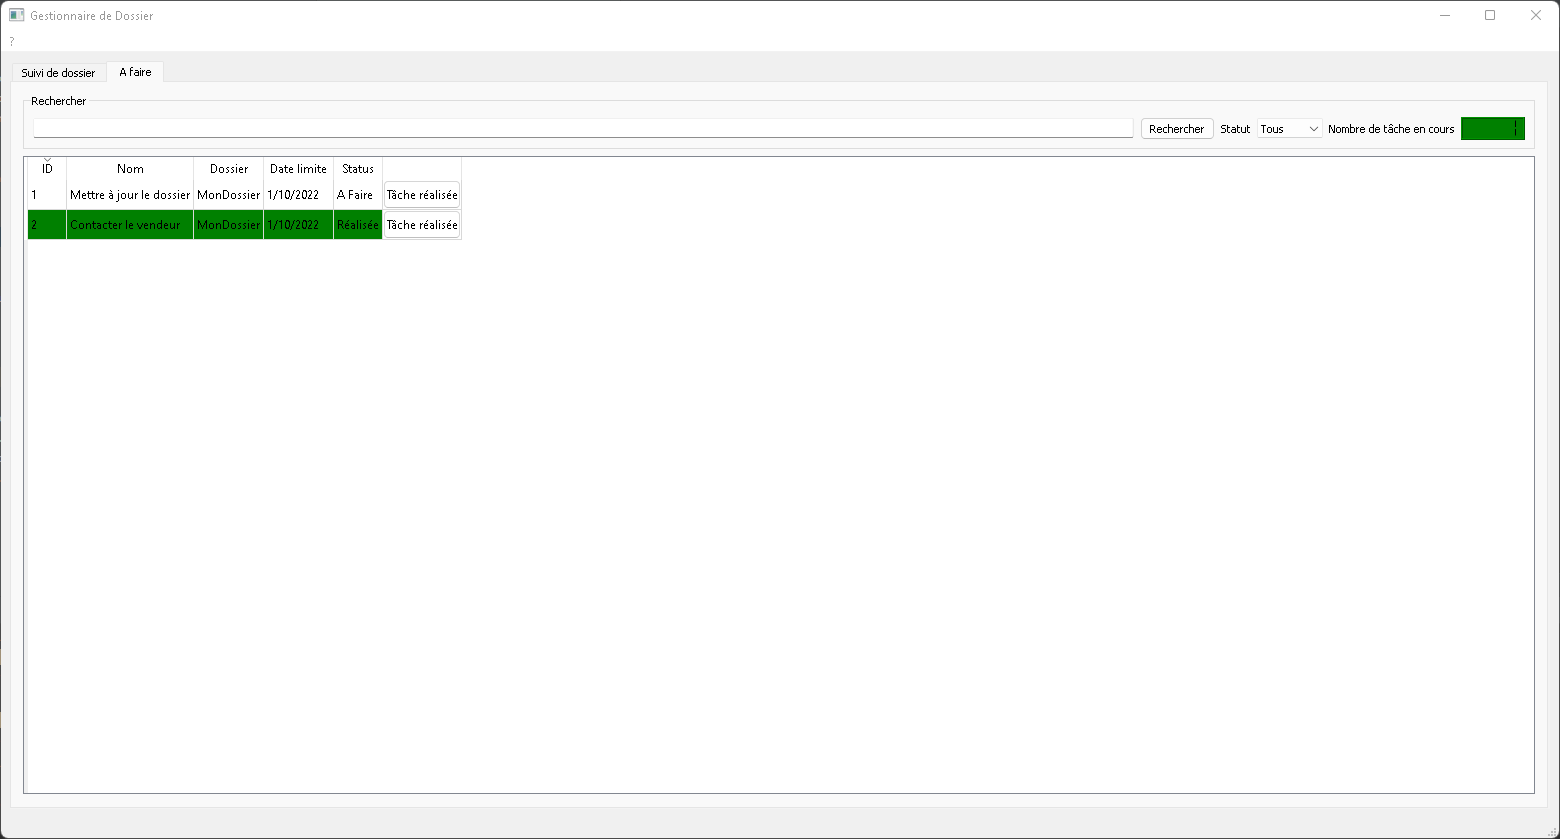 Gestionnaire de Dossier
?
Suivi de dossier A faire
Rechercher
Rechercher Statut Tous Nombre de tâche en cours
ID Nom Dossier Date limite Status
1 Mettre à jour le dossier MonDossier 1/10/2022 A Faire Tâche réalisée
2 Contacter le vendeur MonDossier 1/10/2022 Réalisée Tâche réalisée